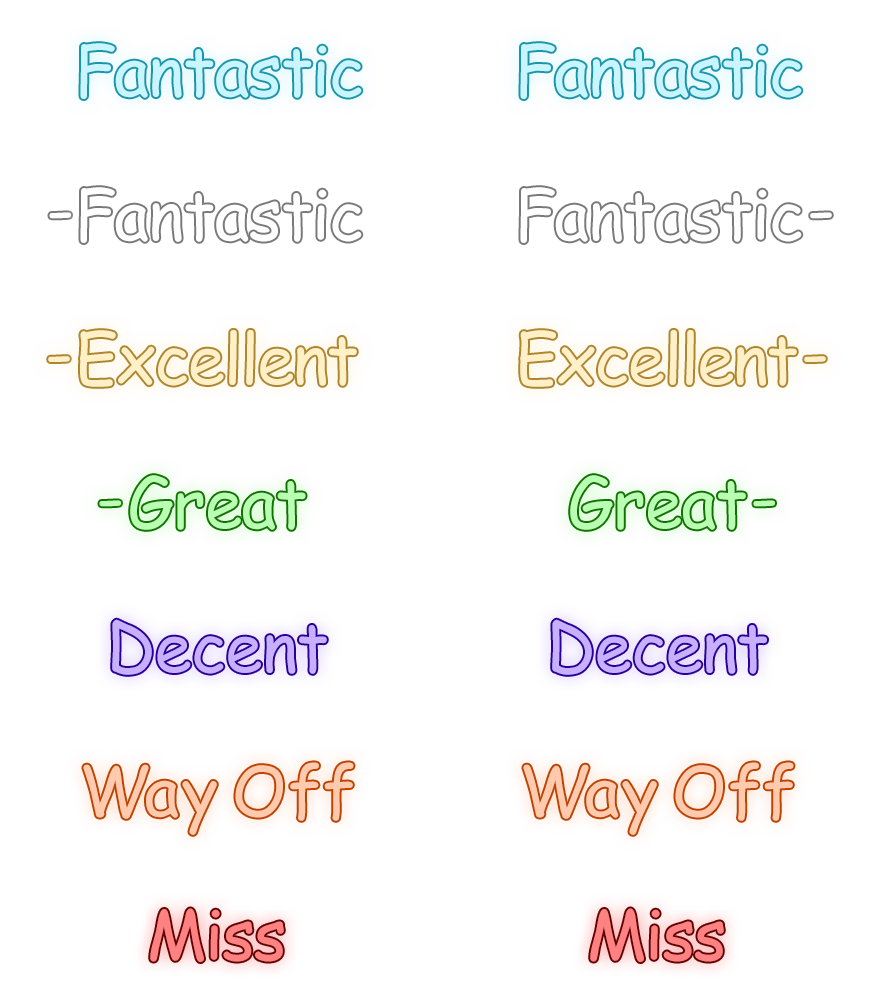 Fantastic Fantastic
-Fantastic Fantastic-
-Excellent Excellent-
-Great Great-
Decent Decent
Way Off Way Off
Miss Miss